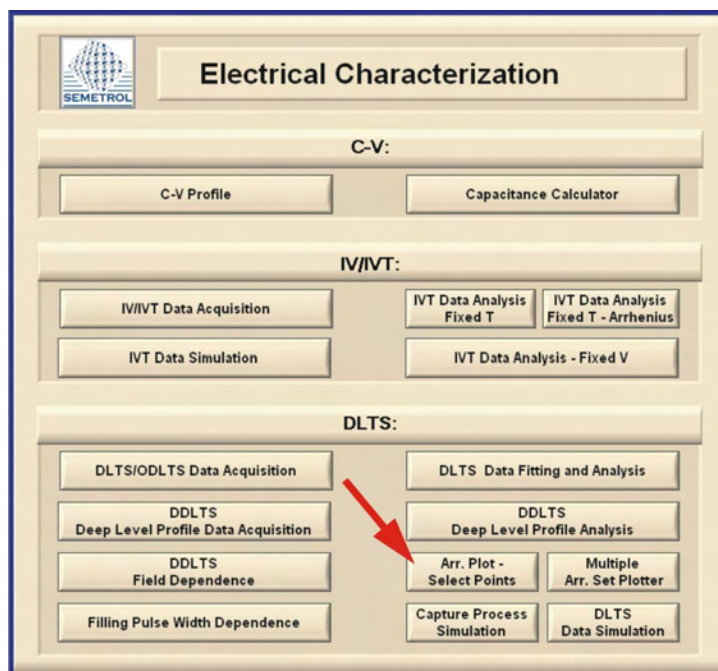 SEMETROL
Electrical Characterization
C-V:
C-V Profile
Capacitance Calculator
IV/IVT:
IV/IVT Data Acquisition
IVT Data Analysis
Fixed T
IVT Data Analysis
Fixed T - Arrhenius
IVT Data Simulation
IVT Data Analysis - Fixed V
DLTS:
DLTS/ODLTS Data Acquisition
DLTS Data Fitting and Analysis
DDLTS
Deep Level Profile Data Acquisition
DDLTS
Deep Level Profile Analysis
DDLTS
Field Dependence
Arr. Plot -
Select Points
Multiple
Arr. Set Plotter
Filling Pulse Width Dependence
Capture Process
Simulation
DLTS
Data Simulation